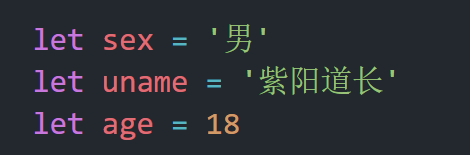 let sex = '男'
let uname = '紫阳道长'
let age = 18